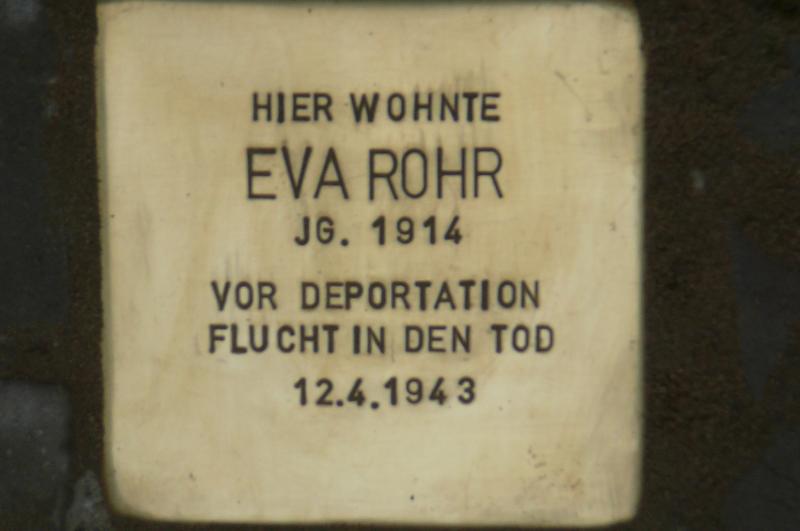 HIER WOHNTE
EVA ROHR
JG. 1914
VOR DEPORTATION
FLUCHT IN DEN TOD
12.4.1943